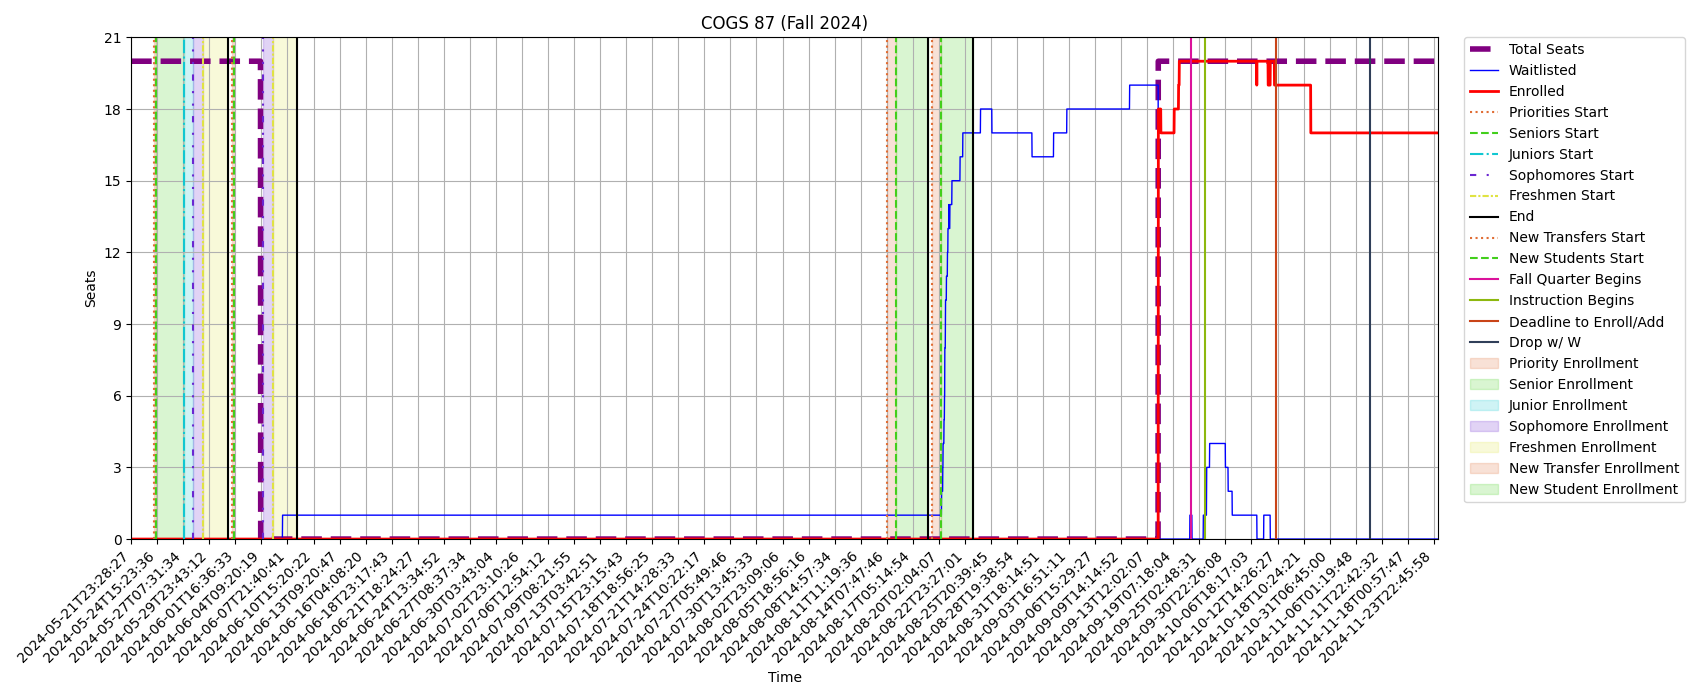 COGS 87 (Fall 2024)
Seats
21
18
15
12
9
6
3
0
2024-05-21T23:28:27
2024-05-24T15:23:36
2024-05-27T07:31:34
2024-05-29T23:43:12
2024-06-01T16:36:33
2024-06-04T09:20:19
2024-06-07T21:40:41
2024-06-10T15:20:22
2024-06-13T09:20:47
2024-06-16T04:08:20
2024-06-18T23:17:43
2024-06-21T18:24:27
2024-06-24T13:34:52
2024-06-27T08:37:34
2024-06-30T03:43:04
2024-07-02T23:10:26
2024-07-06T12:54:12
2024-07-09T08:21:55
2024-07-13T03:42:51
2024-07-15T23:15:43
2024-07-18T18:56:25
2024-07-21T14:28:33
2024-07-24T10:22:17
2024-07-27T05:49:46
2024-07-30T13:45:33
2024-08-02T23:09:06
2024-08-05T18:56:16
2024-08-08T14:57:34
2024-08-11T11:19:36
2024-08-14T07:47:46
2024-08-17T05:14:54
2024-08-20T02:04:07
2024-08-22T23:27:01
2024-08-25T20:39:45
2024-08-28T19:38:54
2024-08-31T18:14:51
2024-09-03T16:51:11
2024-09-06T15:29:27
2024-09-09T14:14:52
2024-09-13T12:02:07
2024-09-19T07:18:04
2024-09-25T02:48:31
2024-09-30T22:26:08
2024-10-06T18:17:03
2024-10-12T14:26:27
2024-10-18T10:24:21
2024-10-31T06:45:00
2024-11-06T01:19:48
2024-11-11T22:42:32
2024-11-18T00:57:47
2024-11-23T22:45:58
Time
Total Seats
Waitlisted
Enrolled
Priorities Start
Seniors Start
Juniors Start
Sophomores Start
Freshmen Start
End
New Transfers Start
New Students Start
Fall Quarter Begins
Instruction Begins
Deadline to Enroll/Add
Drop w/ W
Priority Enrollment
Senior Enrollment
Junior Enrollment
Sophomore Enrollment
Freshmen Enrollment
New Transfer Enrollment
New Student Enrollment